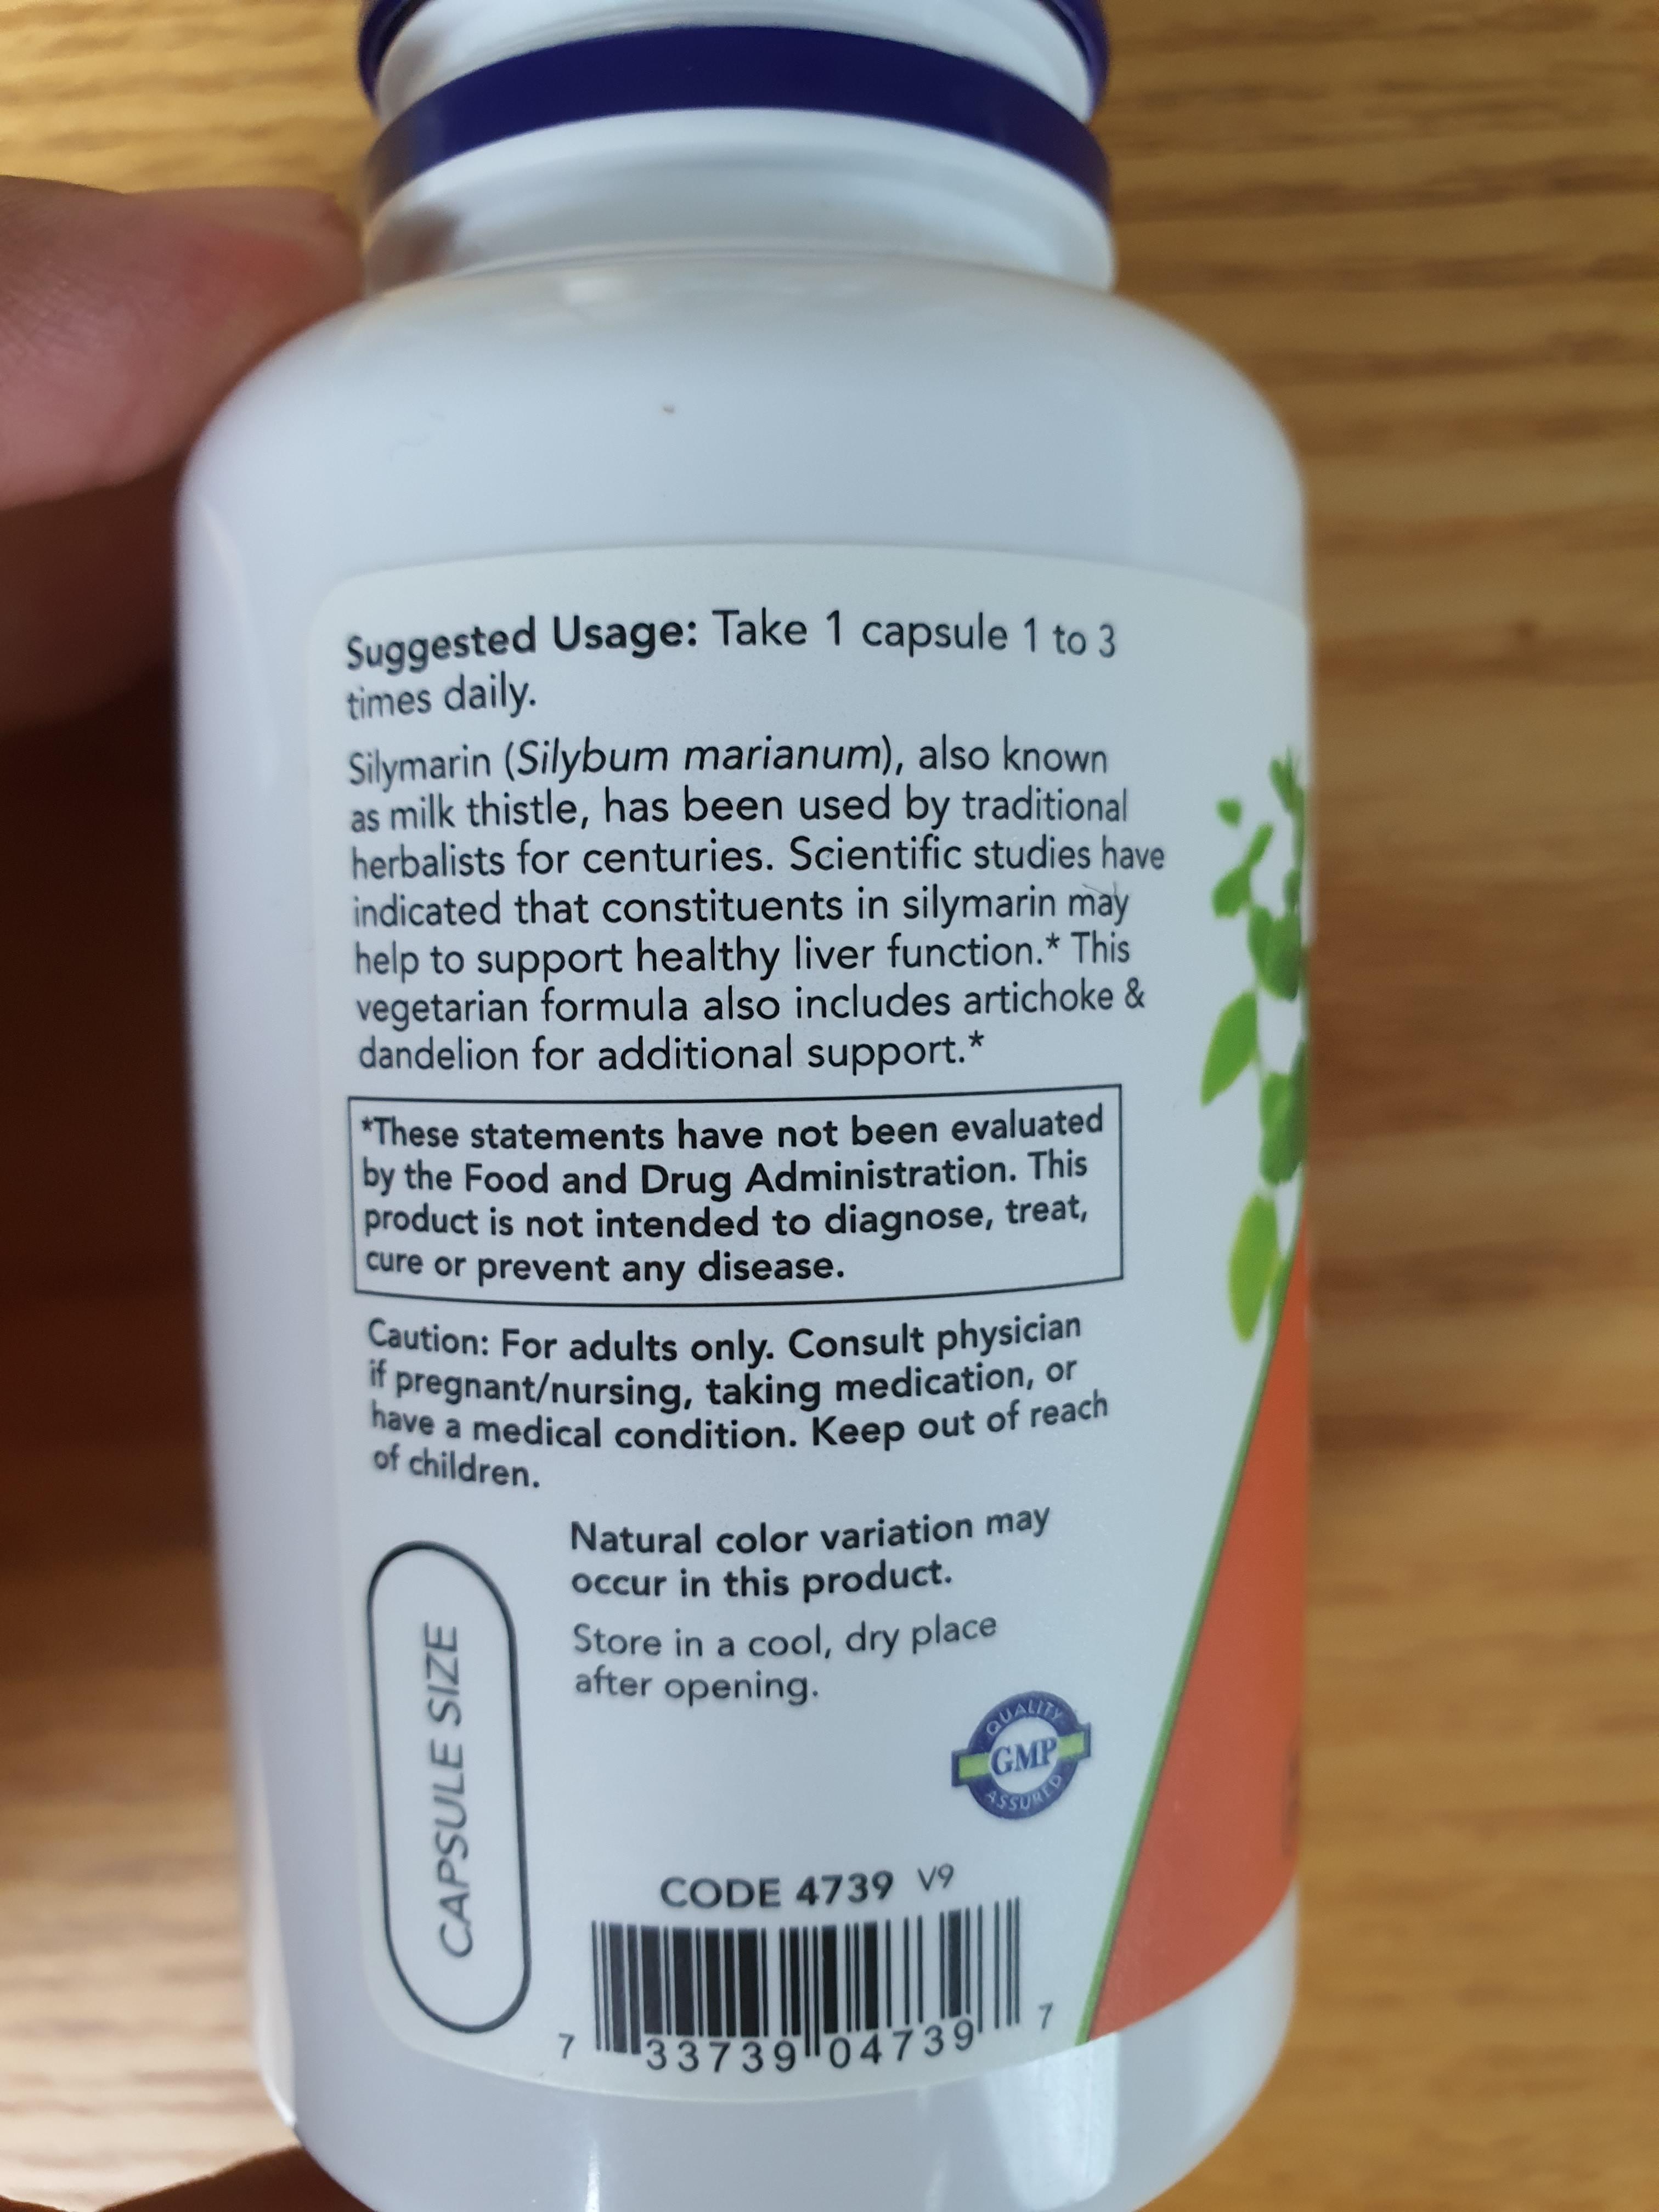 Suggested Usage: Take 1 capsule 1 to 3
times daily.
Silymarin (Silybum marianum), also known
as milk thistle, has been used by traditional
herbalists for centuries. Scientific studies have
indicated that constituents in silymarin may
help to support healthy liver function.* This
vegetarian formula also includes artichoke &
dandelion for additional support.*
*These statements have not been evaluated
by the Food and Drug Administration. This
product is not intended to diagnose, treat,
cure or prevent any disease.
Caution: For adults only. Consult physician
if pregnant/nursing, taking medication, or
have a medical condition. Keep out of reach
of children.
Natural color variation may
occur in this product.
Store in a cool, dry place
after opening.
CAPSULE SIZE
QUALITY
GMP
ASSURED
CODE 4739 V9
7 33739 04739 7